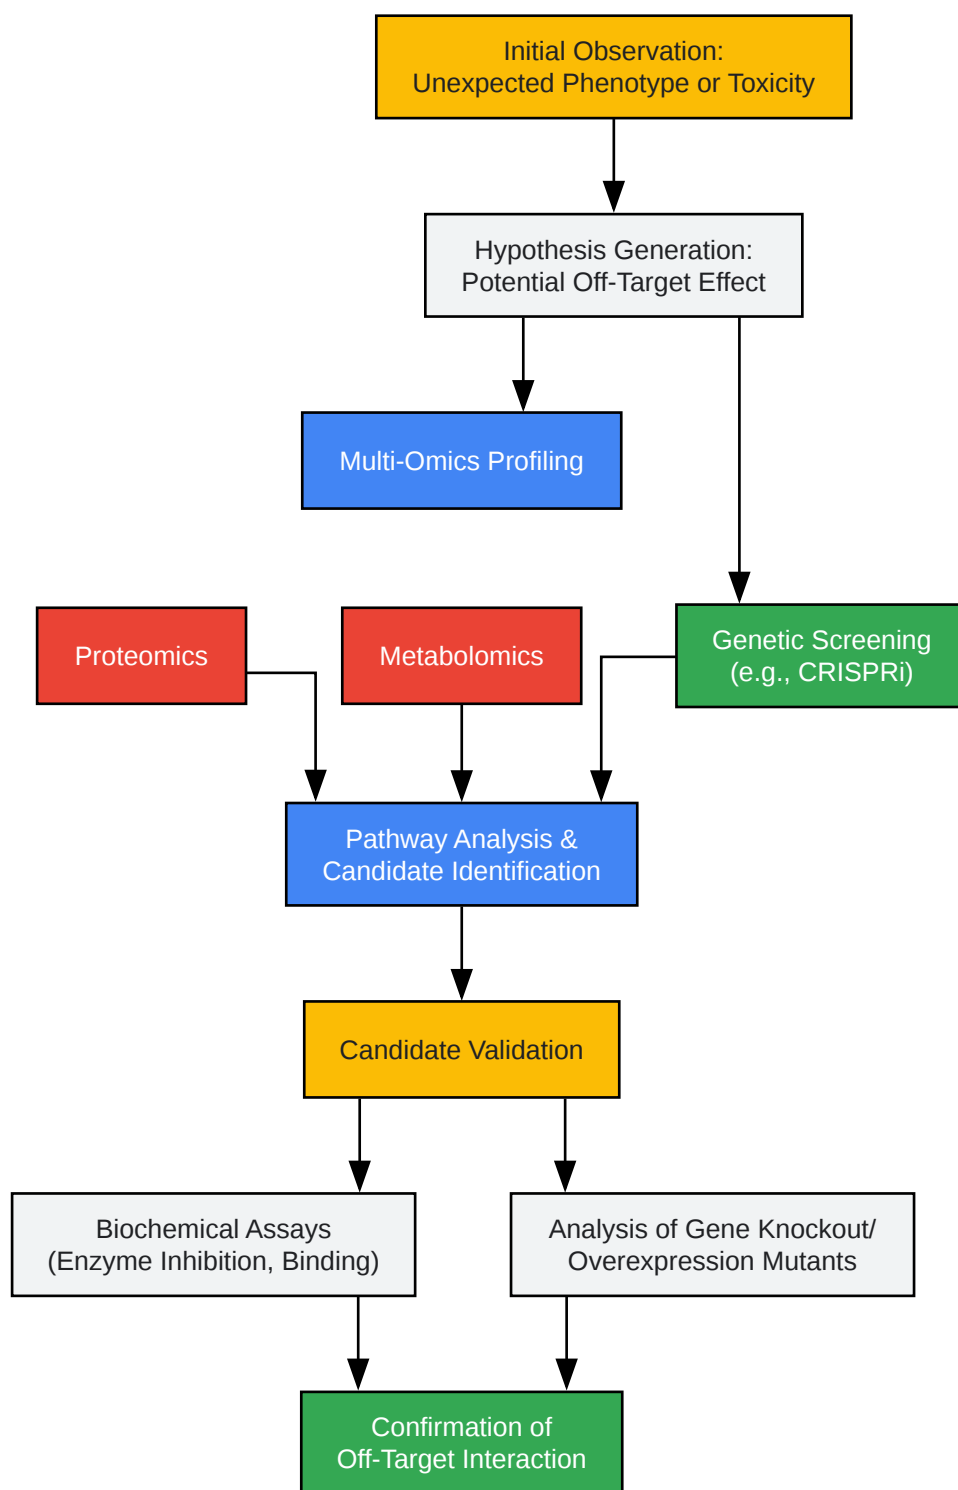 Initial Observation:
Unexpected Phenotype or Toxicity
Hypothesis Generation:
Potential Off-Target Effect
Multi-Omics Profiling
Proteomics
Metabolomics
Genetic Screening
(e.g., CRISPRi)
Pathway Analysis &
Candidate Identification
Candidate Validation
Biochemical Assays
(Enzyme Inhibition, Binding)
Analysis of Gene Knockout/
Overexpression Mutants
Confirmation of
Off-Target Interaction